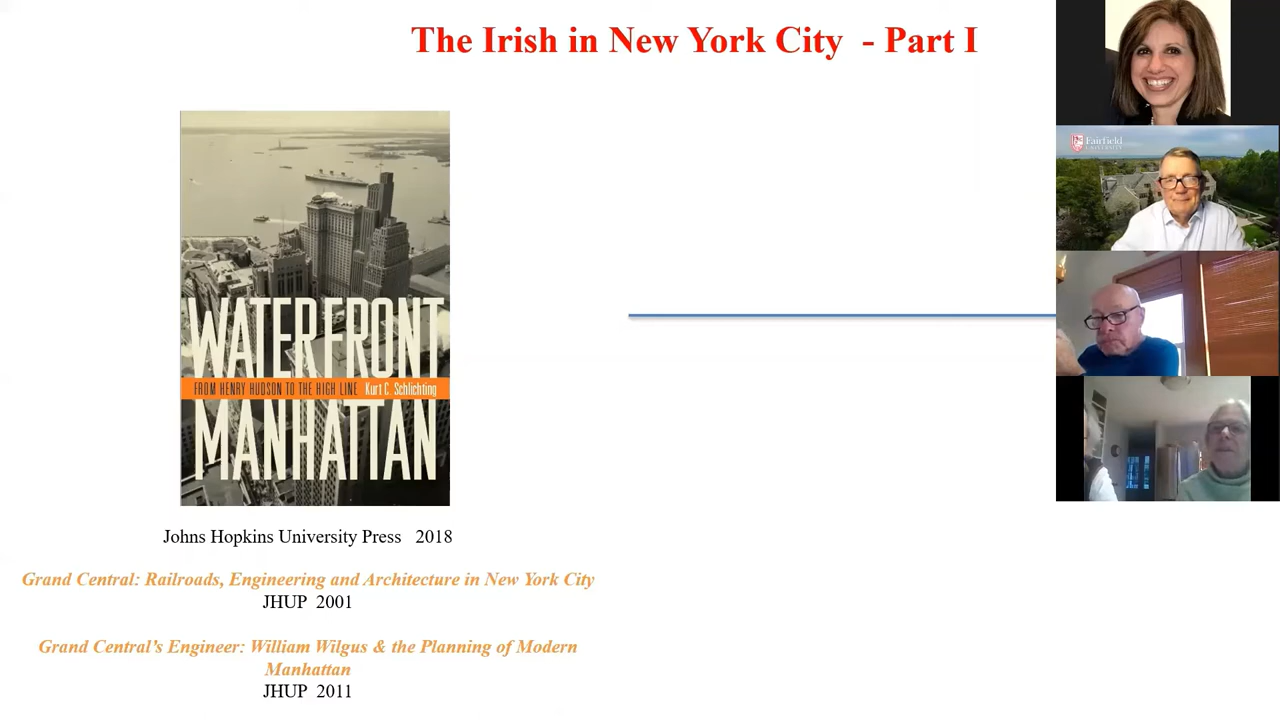 The Irish in New York City - Part I
WATERFRONT
FROM HENRY HUDSON TO THE HIGH LINE Kurt C. Schlichting
MANHATTAN
Johns Hopkins University Press 2018
Grand Central: Railroads, Engineering and Architecture in New York City
JHUP 2001
Grand Central’s Engineer: William Wilgus & the Planning of Modern
Manhattan
JHUP 2011
Fairfield
UNIVERSITY